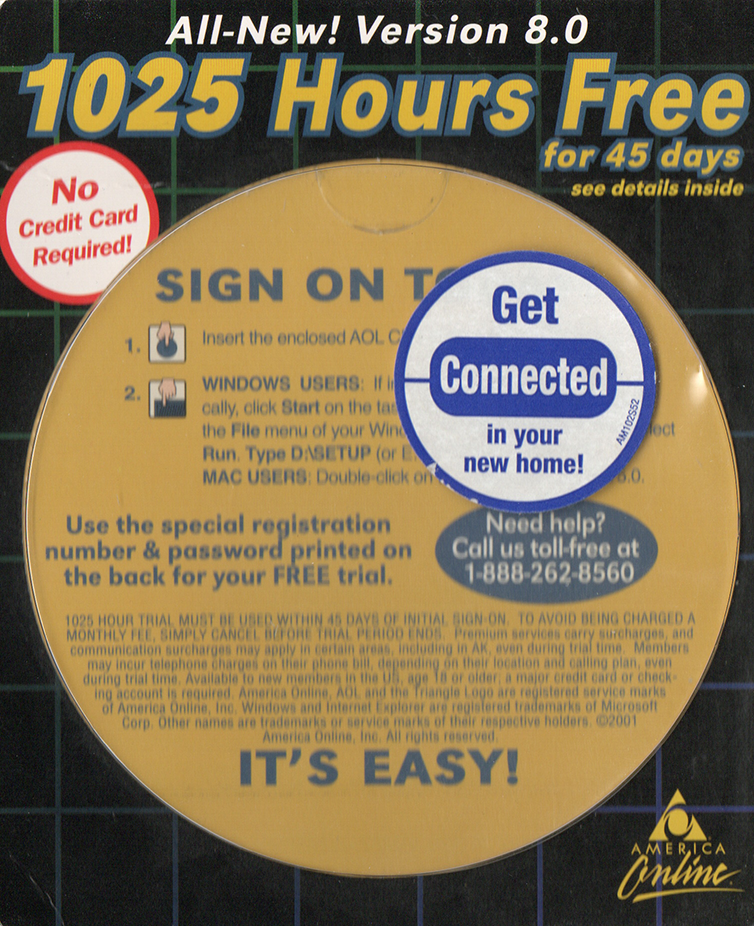 All-New! Version 8.0
1025 Hours Free
for 45 days
see details inside
No
Credit Card
Required!
SIGN ON TO
1. Insert the enclosed AOL C
2. WINDOWS USERS: If i
cally, click Start on the tas
the File menu of your Wind lect
Run. Type D:\SETUP (or E
MAC USERS: Double-click on 8.0.
Get
Connected
in your
new home!
AM102S52
Use the special registration
number & password printed on
the back for your FREE trial.
Need help?
Call us toll-free at
1-888-262-8560
1025 HOUR TRIAL MUST BE USED WITHIN 45 DAYS OF INITIAL SIGN-ON. TO AVOID BEING CHARGED A
MONTHLY FEE, SIMPLY CANCEL BEFORE TRIAL PERIOD ENDS. Premium services carry surcharges, and
communication surcharges may apply in certain areas, including in AK, even during trial time. Members
may incur telephone charges on their phone bill, depending on their location and calling plan, even
during trial time. Available to new members in the US, age 18 or older; a major credit card or check-
ing account is required. America Online, AOL and the Triangle Logo are registered service marks
of America Online, Inc. Windows and Internet Explorer are registered trademarks of Microsoft
Corp. Other names are trademarks or service marks of their respective holders. ©2001
America Online, Inc. All rights reserved.
IT'S EASY!
AMERICA
Online